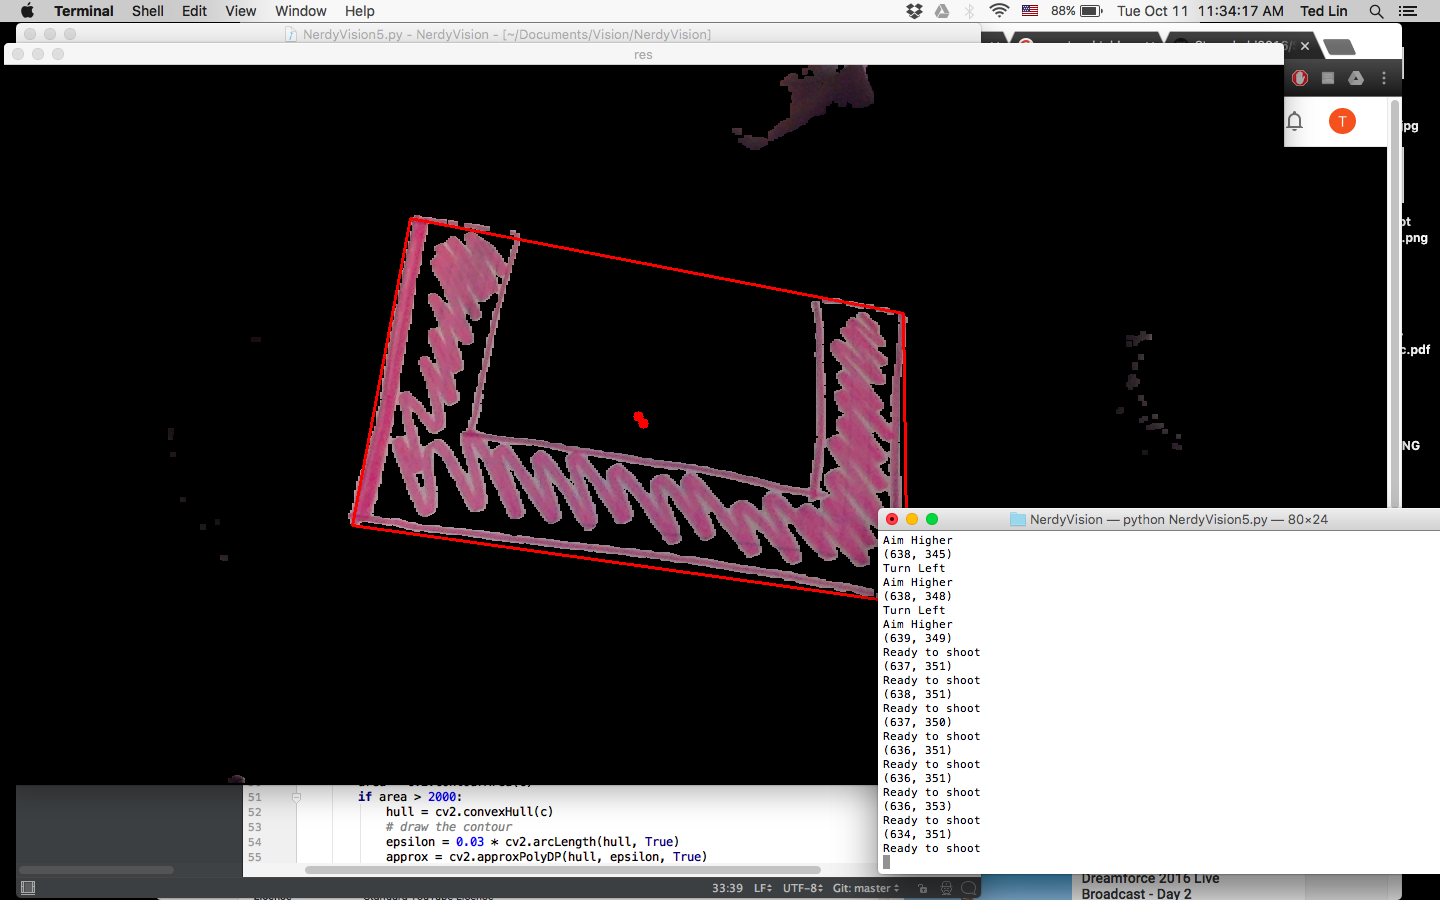 Terminal Shell Edit View Window Help 88% Tue Oct 11 11:34:17 AM Ted Lin
NerdyVision5.py - NerdyVision - [~/Documents/Vision/NerdyVision]
res
T
jpg
.png
c.pdf
NG
NerdyVision — python NerdyVision5.py — 80×24
Aim Higher
(638, 345)
Turn Left
Aim Higher
(638, 348)
Turn Left
Aim Higher
(639, 349)
Ready to shoot
(637, 351)
Ready to shoot
(638, 351)
Ready to shoot
(637, 350)
Ready to shoot
(636, 351)
Ready to shoot
(636, 351)
Ready to shoot
(636, 353)
Ready to shoot
(634, 351)
Ready to shoot
51 if area > 2000:
52 hull = cv2.convexHull(c)
53 # draw the contour
54 epsilon = 0.03 * cv2.arcLength(hull, True)
55 approx = cv2.approxPolyDP(hull, epsilon, True)
33:39 LF UTF-8 Git: master
Dreamforce 2016 Live
Broadcast - Day 2